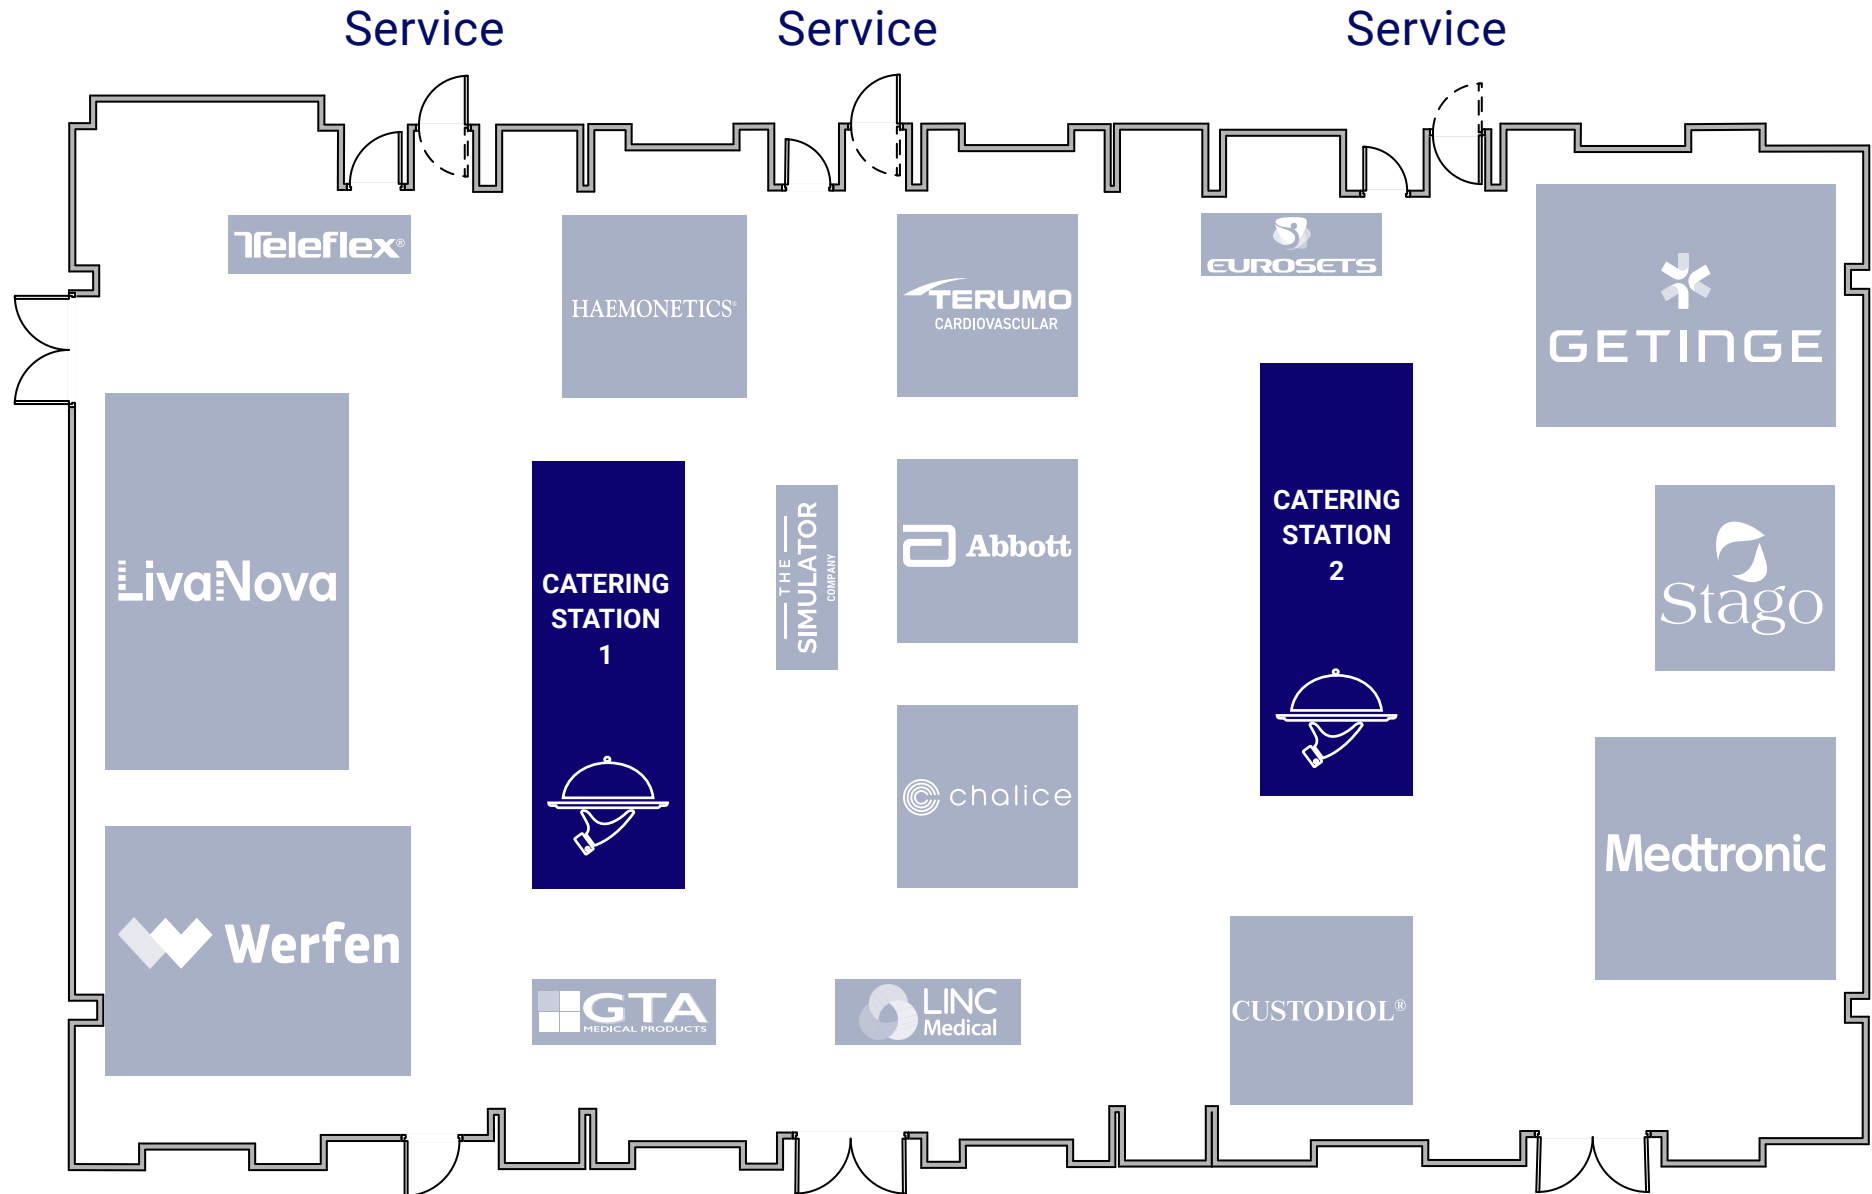 Service
Service
Service
Teleflex®
HAEMONETICS®
TERUMO
CARDIOVASCULAR
EUROSETS
GETINGE
LivaNova
CATERING
STATION
1
THE
SIMULATOR
COMPANY
Abbott
CATERING
STATION
2
Stago
chalice
Medtronic
Werfen
GTA
MEDICAL PRODUCTS
LINC
Medical
CUSTODIOL®